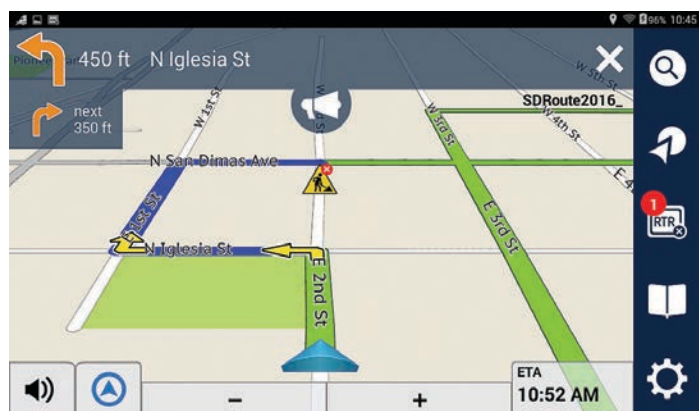 96% 10:45
450 ft N Iglesia St
next
350 ft
W 1st St
W 3rd St
W 5th St
W 4th St
SDRoute2016_
N San Dimas Ave
E 4
1st St
N Iglesia St
E 2nd St
E 3rd St
1
RTR
ETA
10:52 AM